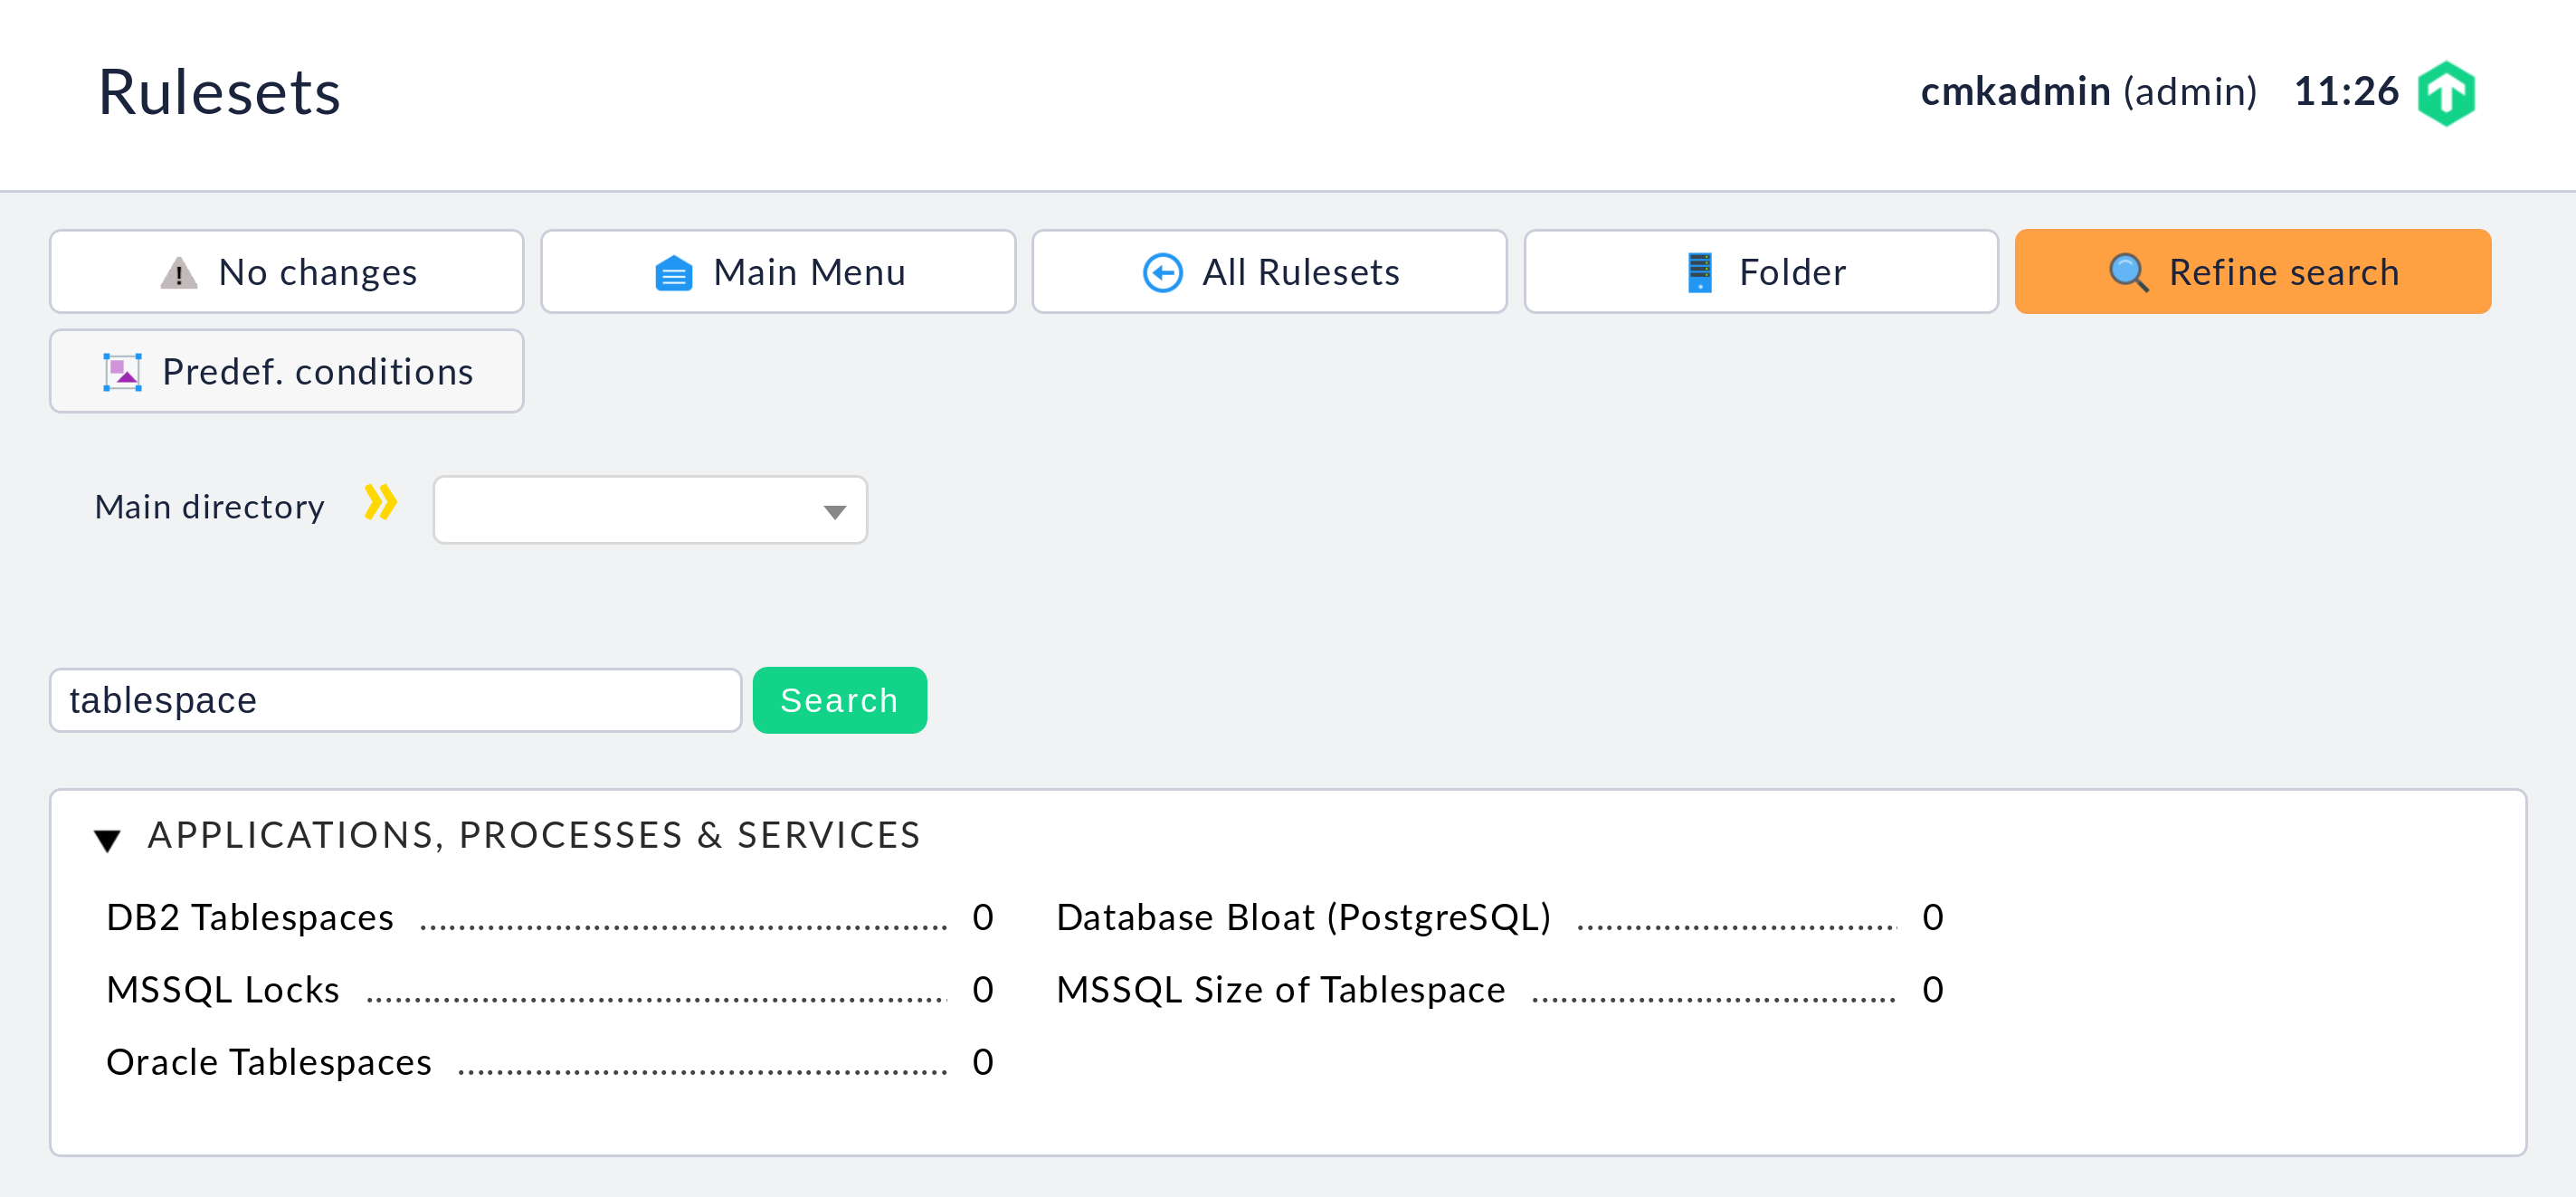 Rulesets
cmkadmin (admin) 11:26
No changes
Main Menu
All Rulesets
Folder
Refine search
Predef. conditions
Main directory
tablespace
Search
APPLICATIONS, PROCESSES & SERVICES
DB2 Tablespaces 0
Database Bloat (PostgreSQL) 0
MSSQL Locks 0
MSSQL Size of Tablespace 0
Oracle Tablespaces 0